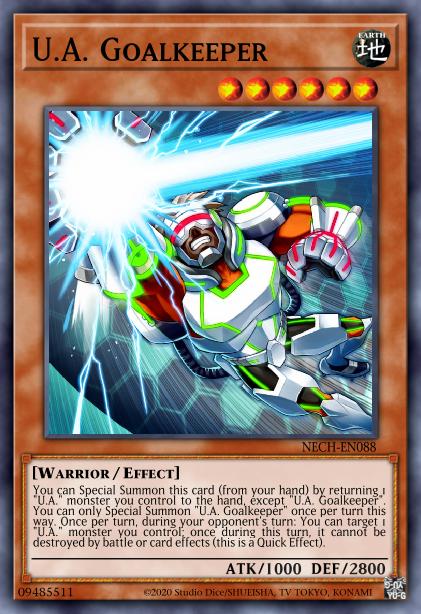 U.A. GOALKEEPER
EARTH
地
NECH-EN088
[WARRIOR / EFFECT]
You can Special Summon this card (from your hand) by returning 1
"U.A." monster you control to the hand, except "U.A. Goalkeeper".
You can only Special Summon "U.A. Goalkeeper" once per turn this
way. Once per turn, during your opponent's turn: You can target 1
"U.A." monster you control; once during this turn, it cannot be
destroyed by battle or card effects (this is a Quick Effect).
ATK/1000 DEF/2800
09485511
©2020 Studio Dice/SHUEISHA, TV TOKYO, KONAMI